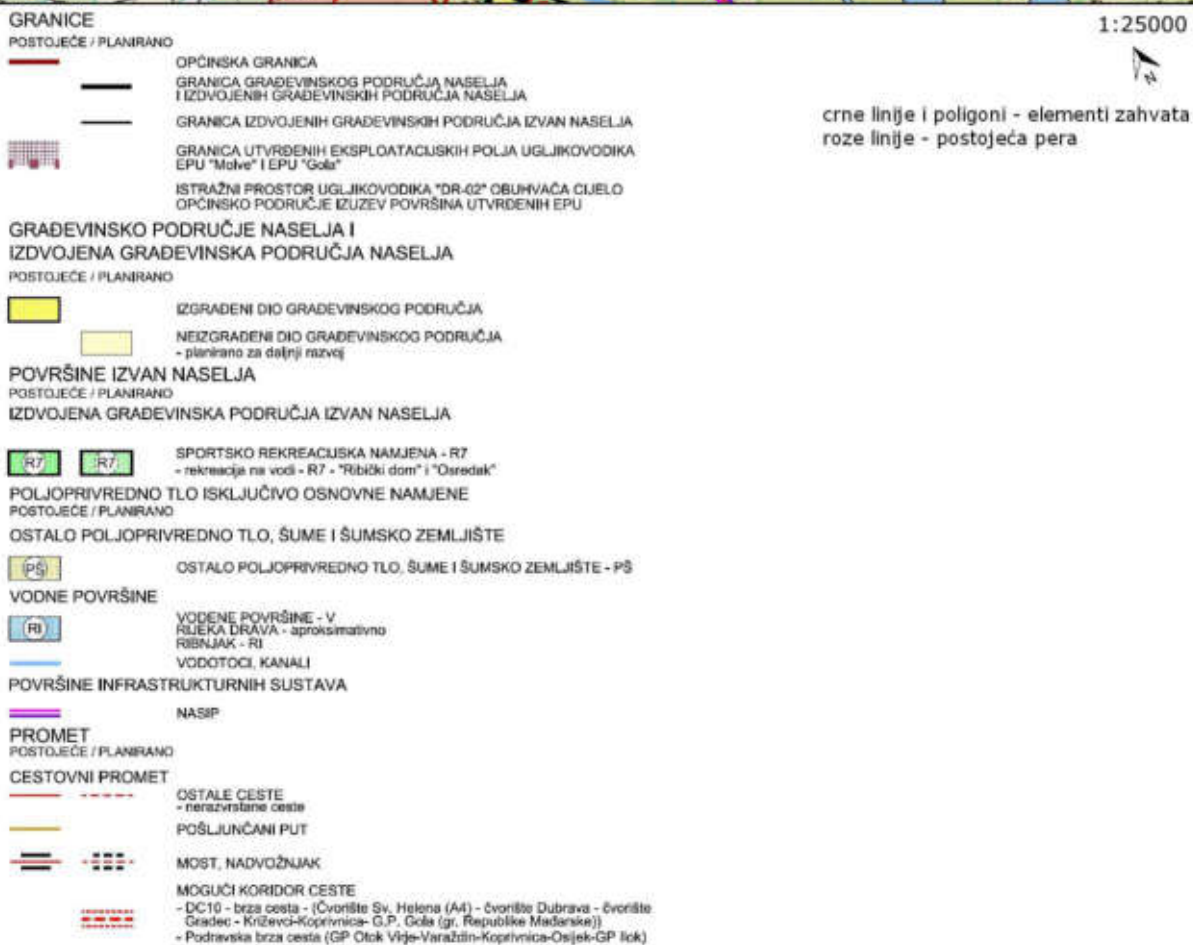 GRANICE
POSTOJEĆE / PLANIRANO
OPĆINSKA GRANICA
GRANICA GRAĐEVINSKOG PODRUČJA NASELJA
I IZDVOJENIH GRAĐEVINSKIH PODRUČJA NASELJA
GRANICA IZDVOJENIH GRAĐEVINSKIH PODRUČJA IZVAN NASELJA
GRANICA UTVRĐENIH EKSPLOATACIJSKIH POLJA UGLJIKOVODIKA
EPU "Molve" I EPU "Gola"
ISTRAŽNI PROSTOR UGLJIKOVODIKA "DR-02" OBUHVAĆA CIJELO
OPĆINSKO PODRUČJE IZUZEV POVRŠINA UTVRĐENIH EPU
GRAĐEVINSKO PODRUČJE NASELJA I
IZDVOJENA GRAĐEVINSKA PODRUČJA NASELJA
POSTOJEĆE / PLANIRANO
IZGRAĐENI DIO GRAĐEVINSKOG PODRUČJA
NEIZGRAĐENI DIO GRAĐEVINSKOG PODRUČJA
- planirano za daljnji razvoj
POVRŠINE IZVAN NASELJA
POSTOJEĆE / PLANIRANO
IZDVOJENA GRAĐEVINSKA PODRUČJA IZVAN NASELJA
R7 R7 SPORTSKO REKREACIJSKA NAMJENA - R7
- rekreacija na vodi - R7 - "Ribički dom" i "Osredak"
POLJOPRIVREDNO TLO ISKLJUČIVO OSNOVNE NAMJENE
POSTOJEĆE / PLANIRANO
OSTALO POLJOPRIVREDNO TLO, ŠUME I ŠUMSKO ZEMLJIŠTE
PŠ OSTALO POLJOPRIVREDNO TLO, ŠUME I ŠUMSKO ZEMLJIŠTE - PŠ
VODNE POVRŠINE
VODENE POVRŠINE - V
RI RIJEKA DRAVA - aproksimativno
RIBNJAK - RI
VODOTOCI, KANALI
POVRŠINE INFRASTRUKTURNIH SUSTAVA
NASIP
PROMET
POSTOJEĆE / PLANIRANO
CESTOVNI PROMET
OSTALE CESTE
- nerazvrstane ceste
POŠLJUNČANI PUT
MOST, NADVOŽNJAK
MOGUĆI KORIDOR CESTE
- DC10 - brza cesta - (Čvorište Sv. Helena (A4) - čvorište Dubrava - čvorište
Gradec - Križevci-Koprivnica- G.P. Gola (gr. Republike Mađarske))
- Podravska brza cesta (GP Otok Virje-Varaždin-Koprivnica-Osijek-GP Ilok)
1:25000
N
crne linije i poligoni - elementi zahvata
roze linije - postojeća pera